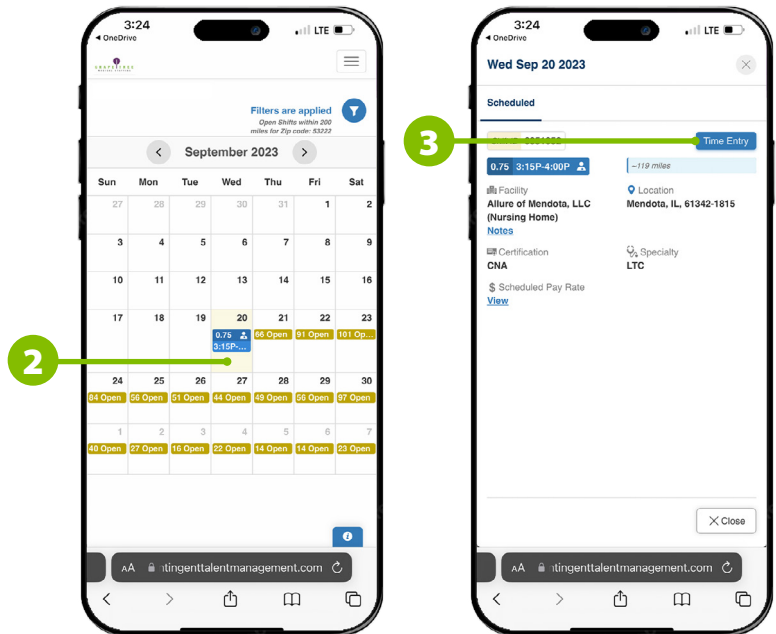 3:24
OneDrive
LTE
GRAPETREE
MEDICAL STAFFING
Filters are applied
Open Shifts within 200
miles for Zip code: 53222
September 2023
Sun Mon Tue Wed Thu Fri Sat
27 28 29 30 31 1 2
3 4 5 6 7 8 9
10 11 12 13 14 15 16
17 18 19 20 21 22 23
0.75 66 Open 91 Open 101 Op...
3:15P-...
2
24 25 26 27 28 29 30
84 Open 56 Open 51 Open 44 Open 49 Open 56 Open 97 Open
1 2 3 4 5 6 7
40 Open 27 Open 16 Open 22 Open 14 Open 14 Open 23 Open
AA ntingenttalentmanagement.com
3:24
OneDrive
LTE
Wed Sep 20 2023
Scheduled
3
Time Entry
0.75 3:15P-4:00P
~119 miles
Facility
Allure of Mendota, LLC
(Nursing Home)
Notes
Location
Mendota, IL, 61342-1815
Certification
CNA
Specialty
LTC
$ Scheduled Pay Rate
View
Close
AA ntingenttalentmanagement.com